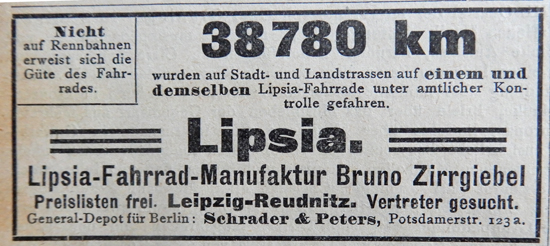 Nicht
auf Rennbahnen
erweist sich die
Güte des Fahr-
rades.
38780 km
wurden auf Stadt- und Landstrassen auf einem und
demselben Lipsia-Fahrrade unter amtlicher Kon-
trolle gefahren.
Lipsia.
Lipsia-Fahrrad-Manufaktur Bruno Zirrgiebel
Preislisten frei. Leipzig-Reudnitz. Vertreter gesucht.
General-Depot für Berlin: Schrader & Peters, Potsdamerstr. 123a.